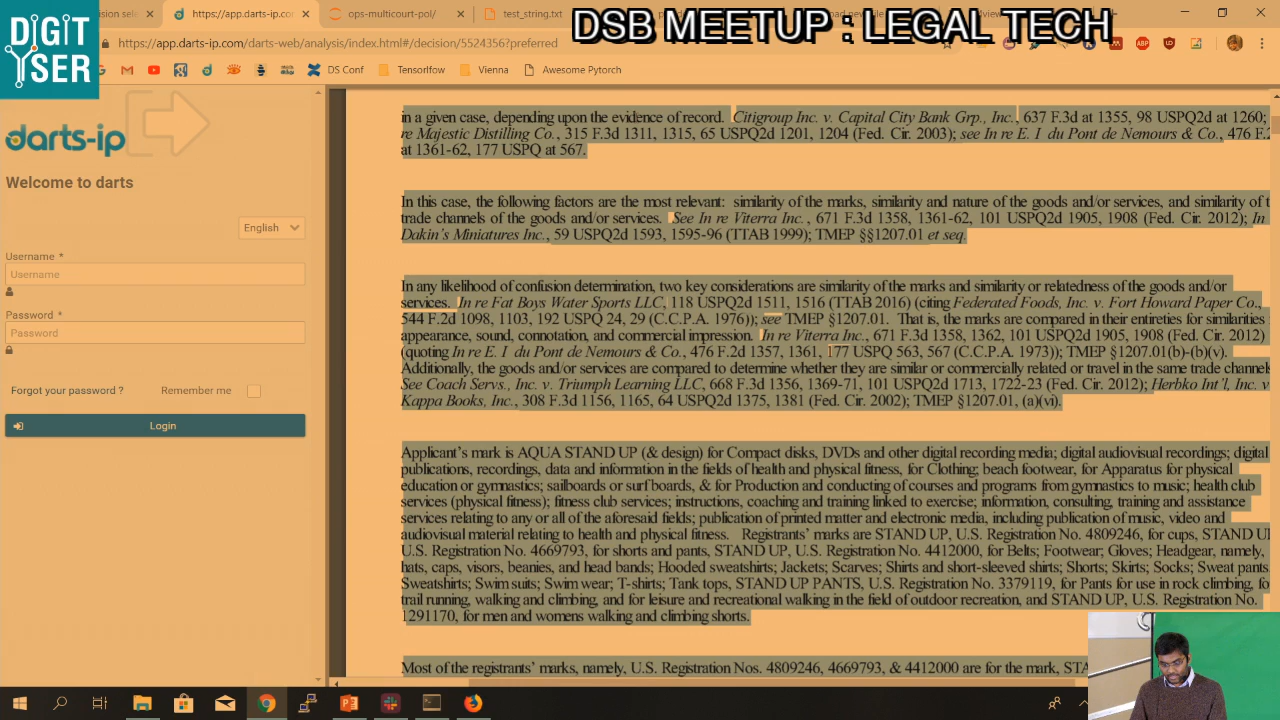 DIGIT
YSER
DSB MEETUP : LEGAL TECH
https://app.darts-ip.co
ops-multicourt-pol/
test_string.txt
https://app.darts-ip.com/darts-web/analysis/index.html#/decision/5524356?preferred
DS Conf
Tensorlfow
Vienna
Awesome Pytorch
darts-ip
Welcome to darts
English
Username *
Username
Password *
Password
Forgot your password ?
Remember me
Login
in a given case, depending upon the evidence of record. Citigroup Inc. v. Capital City Bank Grp., Inc., 637 F.3d at 1355, 98 USPQ2d at 1260;
re Majestic Distilling Co., 315 F.3d 1311, 1315, 65 USPQ2d 1201, 1204 (Fed. Cir. 2003); see In re E. I du Pont de Nemours & Co., 476 F.2
at 1361-62, 177 USPQ at 567.
In this case, the following factors are the most relevant: similarity of the marks, similarity and nature of the goods and/or services, and similarity of t
trade channels of the goods and/or services. See In re Viterra Inc., 671 F.3d 1358, 1361-62, 101 USPQ2d 1905, 1908 (Fed. Cir. 2012); In
Dakin's Miniatures Inc., 59 USPQ2d 1593, 1595-96 (TTAB 1999); TMEP §§1207.01 et seq.
In any likelihood of confusion determination, two key considerations are similarity of the marks and similarity or relatedness of the goods and/or
services. In re Fat Boys Water Sports LLC, 118 USPQ2d 1511, 1516 (TTAB 2016) (citing Federated Foods, Inc. v. Fort Howard Paper Co.,
544 F.2d 1098, 1103, 192 USPQ 24, 29 (C.C.P.A. 1976)); see TMEP §1207.01. That is, the marks are compared in their entireties for similarities
appearance, sound, connotation, and commercial impression. In re Viterra Inc., 671 F.3d 1358, 1362, 101 USPQ2d 1905, 1908 (Fed. Cir. 2012)
(quoting In re E. I du Pont de Nemours & Co., 476 F.2d 1357, 1361, 177 USPQ 563, 567 (C.C.P.A. 1973)); TMEP §1207.01(b)-(b)(v).
Additionally, the goods and/or services are compared to determine whether they are similar or commercially related or travel in the same trade channels
See Coach Servs., Inc. v. Triumph Learning LLC, 668 F.3d 1356, 1369-71, 101 USPQ2d 1713, 1722-23 (Fed. Cir. 2012); Herbko Int'l, Inc. v
Kappa Books, Inc., 308 F.3d 1156, 1165, 64 USPQ2d 1375, 1381 (Fed. Cir. 2002); TMEP §1207.01, (a)(vi).
Applicant's mark is AQUA STAND UP (& design) for Compact disks, DVDs and other digital recording media; digital audiovisual recordings; digital
publications, recordings, data and information in the fields of health and physical fitness, for Clothing; beach footwear, for Apparatus for physical
education or gymnastics; sailboards or surf boards, & for Production and conducting of courses and programs from gymnastics to music; health club
services (physical fitness); fitness club services; instructions, coaching and training linked to exercise; information, consulting, training and assistance
services relating to any or all of the aforesaid fields; publication of printed matter and electronic media, including publication of music, video and
audiovisual material relating to health and physical fitness. Registrants' marks are STAND UP, U.S. Registration No. 4809246, for cups, STAND U
U.S. Registration No. 4669793, for shorts and pants, STAND UP, U.S. Registration No. 4412000, for Belts; Footwear; Gloves; Headgear, namely,
hats, caps, visors, beanies, and head bands; Hooded sweatshirts; Jackets; Scarves; Shirts and short-sleeved shirts; Shorts; Skirts; Socks; Sweat pants
Sweatshirts; Swim suits; Swim wear; T-shirts; Tank tops, STAND UP PANTS, U.S. Registration No. 3379119, for Pants for use in rock climbing, fo
trail running, walking and climbing, and for leisure and recreational walking in the field of outdoor recreation, and STAND UP, U.S. Registration No.
1291170, for men and womens walking and climbing shorts.
Most of the registrants' marks, namely, U.S. Registration Nos. 4809246, 4669793, & 4412000 are for the mark, STA